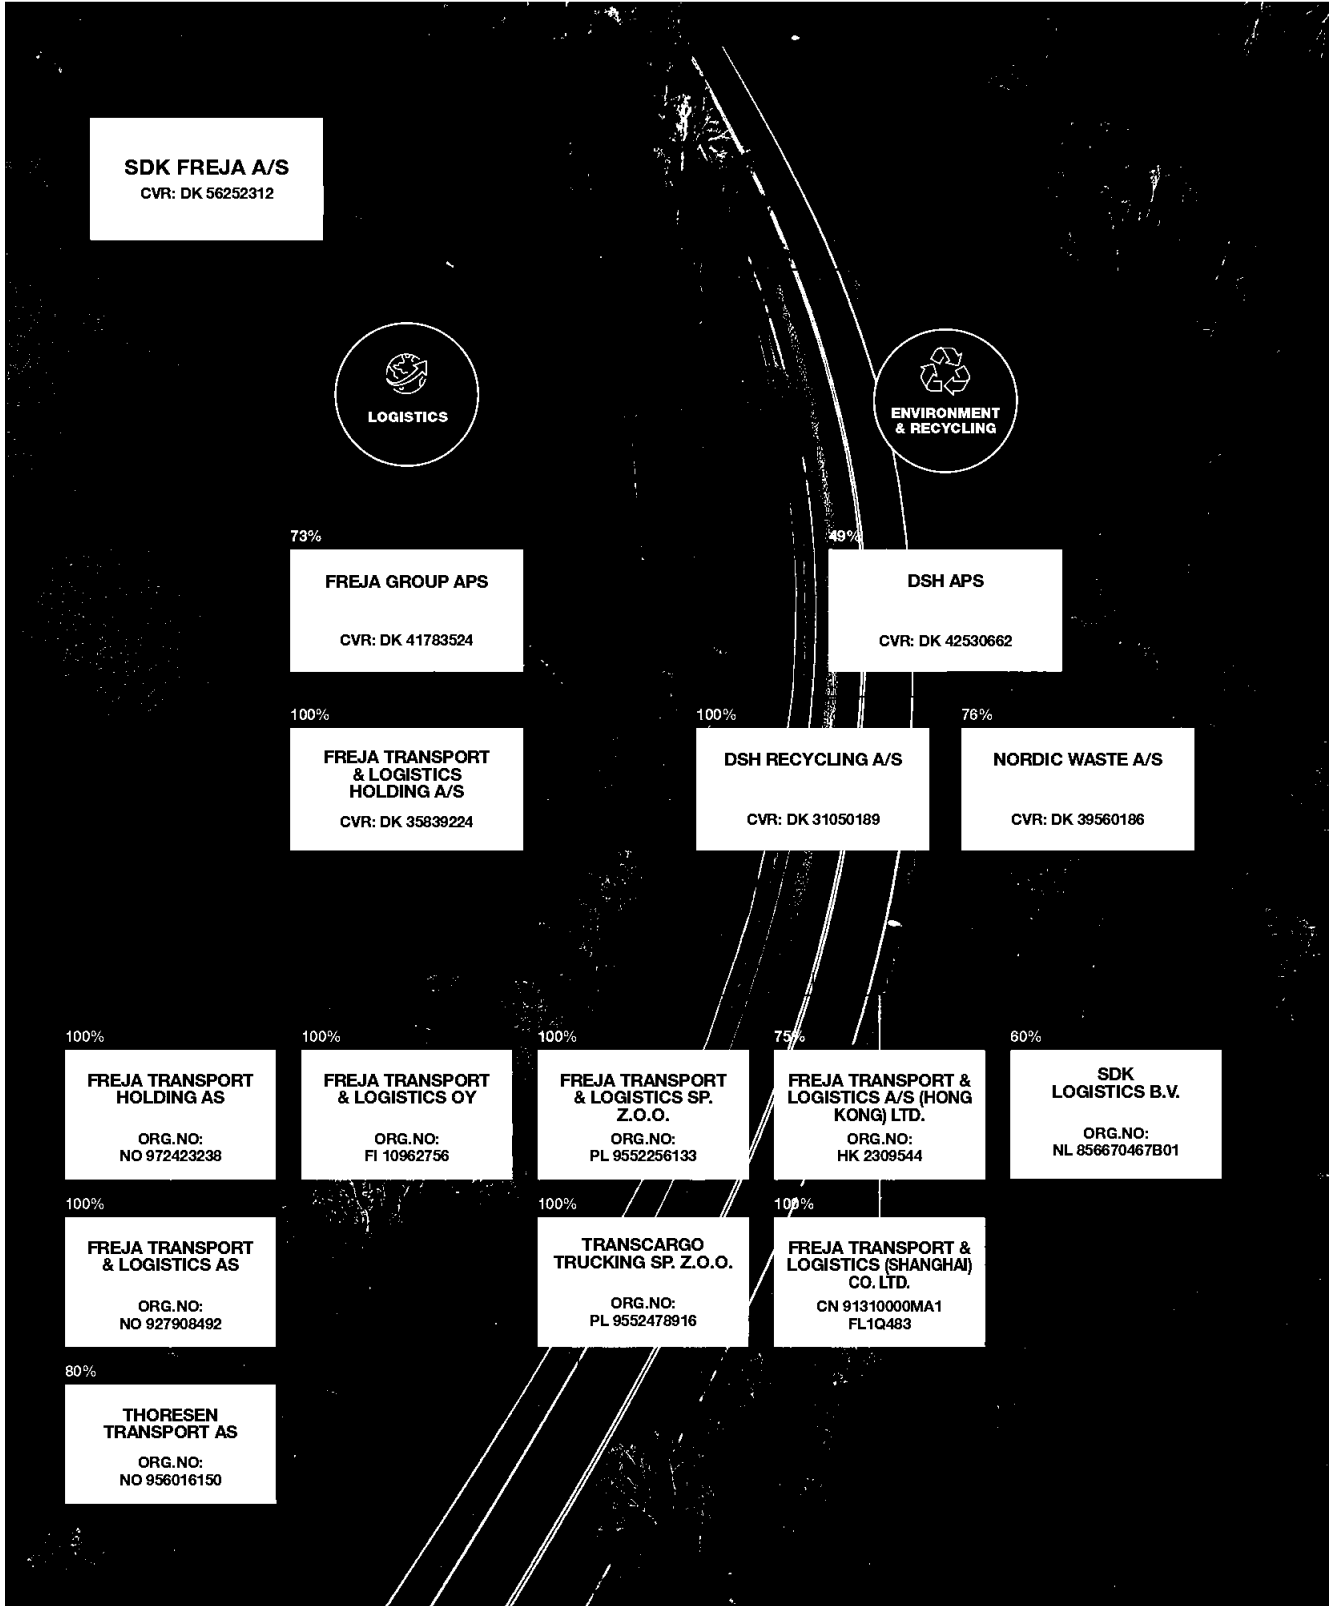 SDK FREJA A/S
CVR: DK 56252312
LOGISTICS
ENVIRONMENT
& RECYCLING
73%
FREJA GROUP APS
CVR: DK 41783524
49%
DSH APS
CVR: DK 42530662
100%
FREJA TRANSPORT
& LOGISTICS
HOLDING A/S
CVR: DK 35839224
100%
DSH RECYCLING A/S
CVR: DK 31050189
76%
NORDIC WASTE A/S
CVR: DK 39560186
100%
FREJA TRANSPORT
HOLDING AS
ORG.NO:
NO 972423238
100%
FREJA TRANSPORT
& LOGISTICS OY
ORG.NO:
FI 10962756
100%
FREJA TRANSPORT
& LOGISTICS SP.
Z.O.O.
ORG.NO:
PL 9552256133
75%
FREJA TRANSPORT &
LOGISTICS A/S (HONG
KONG) LTD.
ORG.NO:
HK 2309544
60%
SDK
LOGISTICS B.V.
ORG.NO:
NL 856670467B01
100%
FREJA TRANSPORT
& LOGISTICS AS
ORG.NO:
NO 927908492
100%
TRANSCARGO
TRUCKING SP. Z.O.O.
ORG.NO:
PL 9552478916
100%
FREJA TRANSPORT &
LOGISTICS (SHANGHAI)
CO. LTD.
CN 91310000MA1
FL1Q483
80%
THORESEN
TRANSPORT AS
ORG.NO:
NO 956016150